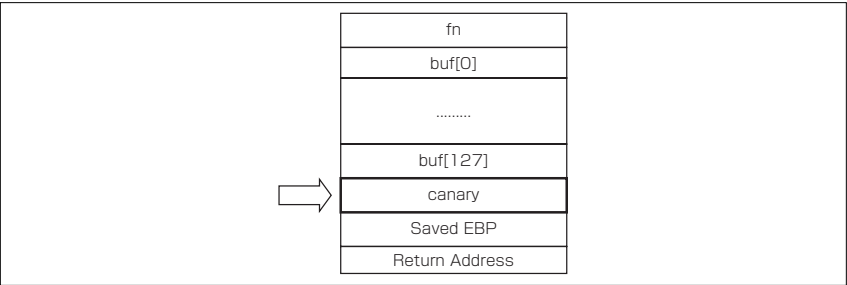 fn
buf[0]
.........
buf[127]
canary
Saved EBP
Return Address